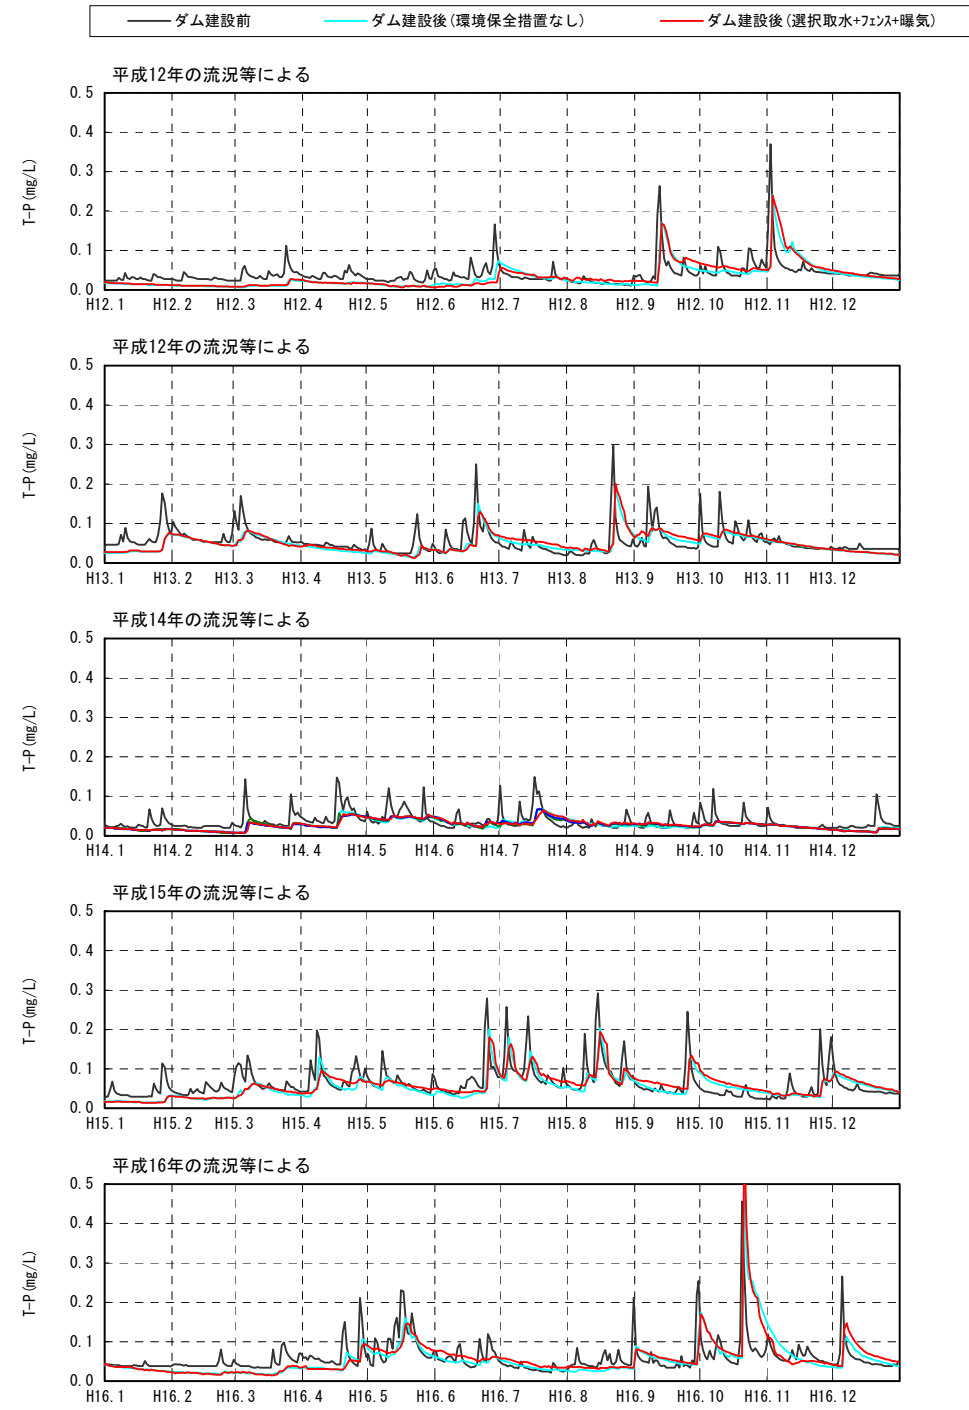 ダム建設前 ダム建設後(環境保全措置なし) ダム建設後(選択取水+ﾌｪﾝｽ+曝気)
平成12年の流況等による
T-P(mg/L)
0.5
0.4
0.3
0.2
0.1
0.0
H12.1 H12.2 H12.3 H12.4 H12.5 H12.6 H12.7 H12.8 H12.9 H12.10 H12.11 H12.12
平成12年の流況等による
T-P(mg/L)
0.5
0.4
0.3
0.2
0.1
0.0
H13.1 H13.2 H13.3 H13.4 H13.5 H13.6 H13.7 H13.8 H13.9 H13.10 H13.11 H13.12
平成14年の流況等による
T-P(mg/L)
0.5
0.4
0.3
0.2
0.1
0.0
H14.1 H14.2 H14.3 H14.4 H14.5 H14.6 H14.7 H14.8 H14.9 H14.10 H14.11 H14.12
平成15年の流況等による
T-P(mg/L)
0.5
0.4
0.3
0.2
0.1
0.0
H15.1 H15.2 H15.3 H15.4 H15.5 H15.6 H15.7 H15.8 H15.9 H15.10 H15.11 H15.12
平成16年の流況等による
T-P(mg/L)
0.5
0.4
0.3
0.2
0.1
0.0
H16.1 H16.2 H16.3 H16.4 H16.5 H16.6 H16.7 H16.8 H16.9 H16.10 H16.11 H16.12